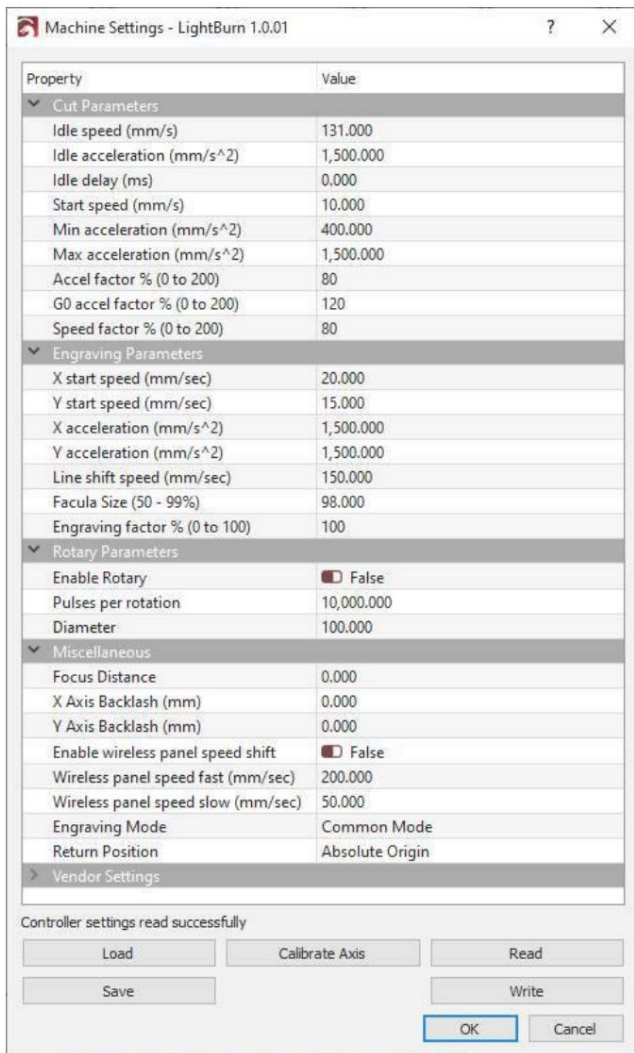 Machine Settings - LightBurn 1.0.01 ?
Property Value
Cut Parameters
Idle speed (mm/s) 131.000
Idle acceleration (mm/s^2) 1,500.000
Idle delay (ms) 0.000
Start speed (mm/s) 10.000
Min acceleration (mm/s^2) 400.000
Max acceleration (mm/s^2) 1,500.000
Accel factor % (0 to 200) 80
G0 accel factor % (0 to 200) 120
Speed factor % (0 to 200) 80
Engraving Parameters
X start speed (mm/sec) 20.000
Y start speed (mm/sec) 15.000
X acceleration (mm/s^2) 1,500.000
Y acceleration (mm/s^2) 1,500.000
Line shift speed (mm/sec) 150.000
Facula Size (50 - 99%) 98.000
Engraving factor % (0 to 100) 100
Rotary Parameters
Enable Rotary False
Pulses per rotation 10,000.000
Diameter 100.000
Miscellaneous
Focus Distance 0.000
X Axis Backlash (mm) 0.000
Y Axis Backlash (mm) 0.000
Enable wireless panel speed shift False
Wireless panel speed fast (mm/sec) 200.000
Wireless panel speed slow (mm/sec) 50.000
Engraving Mode Common Mode
Return Position Absolute Origin
Vendor Settings
Controller settings read successfully
Load Calibrate Axis Read
Save Write
OK Cancel